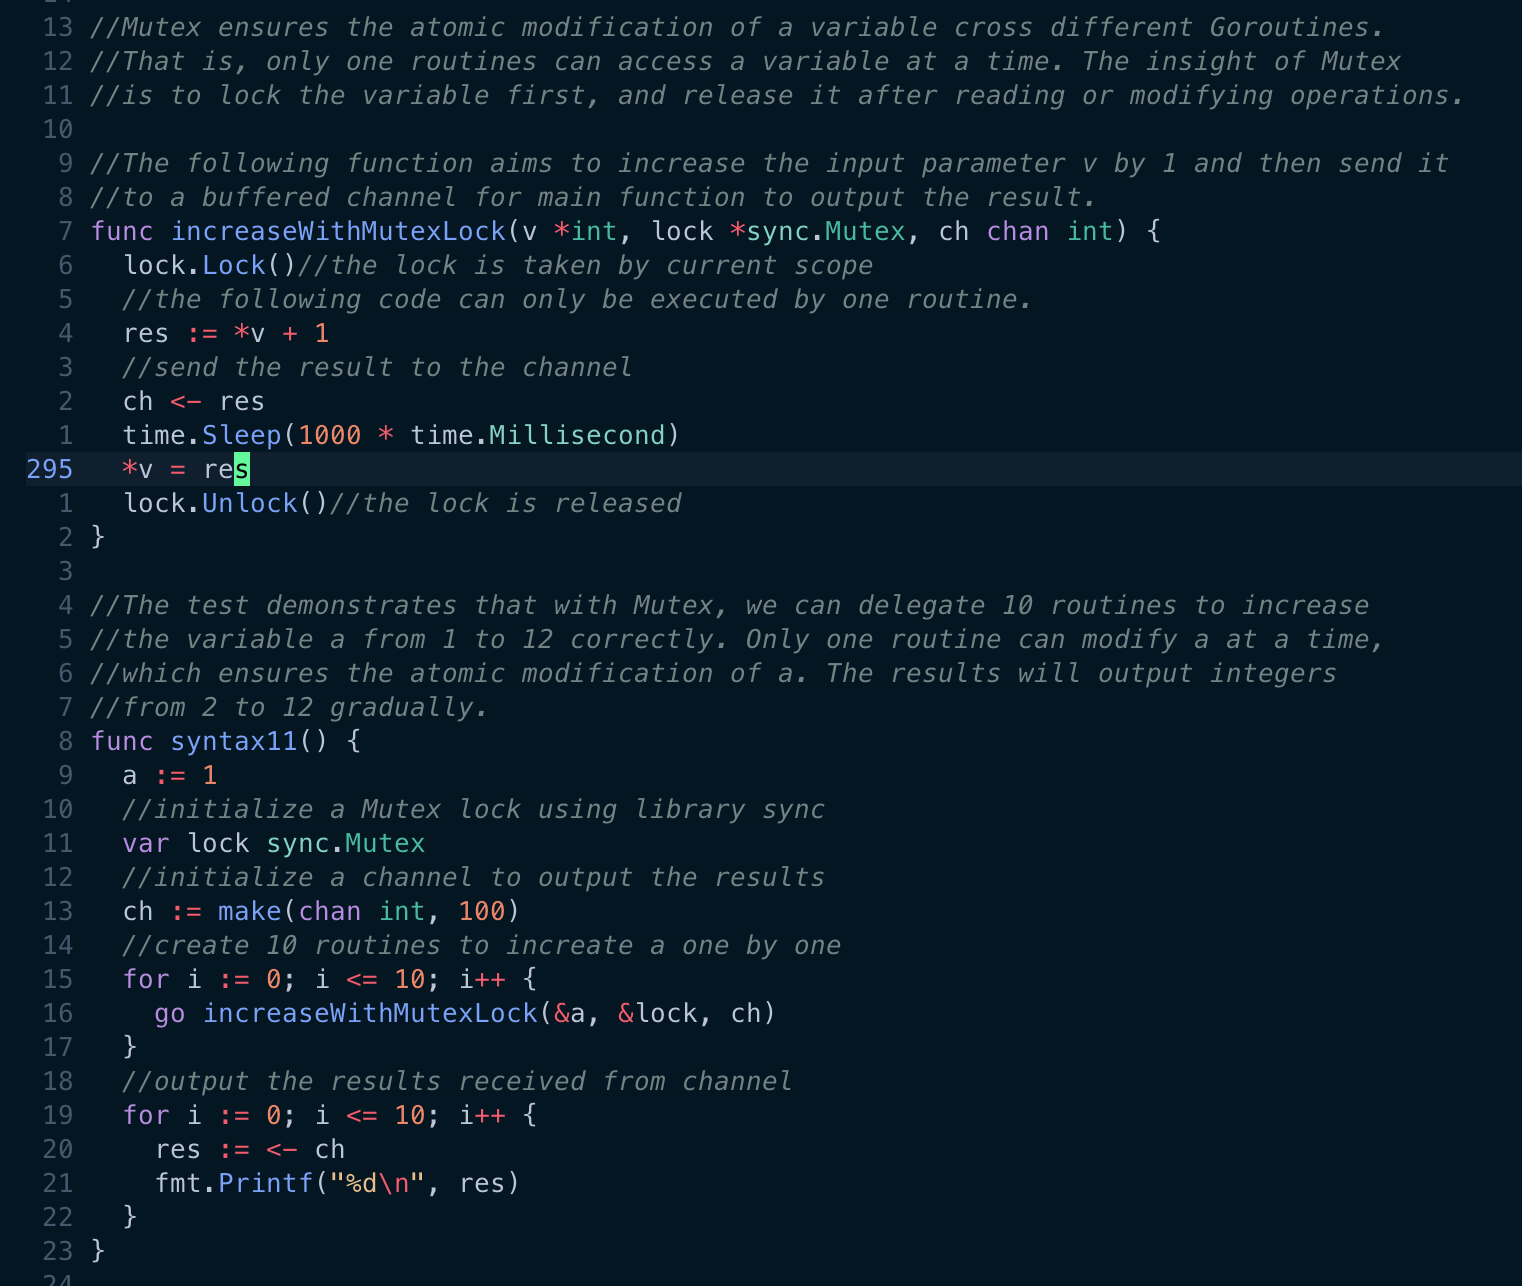 13 //Mutex ensures the atomic modification of a variable cross different Goroutines.
12 //That is, only one routines can access a variable at a time. The insight of Mutex
11 //is to lock the variable first, and release it after reading or modifying operations.
10
9 //The following function aims to increase the input parameter v by 1 and then send it
8 //to a buffered channel for main function to output the result.
7 func increaseWithMutexLock(v *int, lock *sync.Mutex, ch chan int) {
6   lock.Lock()//the lock is taken by current scope
5   //the following code can only be executed by one routine.
4   res := *v + 1
3   //send the result to the channel
2   ch <- res
1   time.Sleep(1000 * time.Millisecond)
295   *v = res
1   lock.Unlock()//the lock is released
2 }
3
4 //The test demonstrates that with Mutex, we can delegate 10 routines to increase
5 //the variable a from 1 to 12 correctly. Only one routine can modify a at a time,
6 //which ensures the atomic modification of a. The results will output integers
7 //from 2 to 12 gradually.
8 func syntax11() {
9   a := 1
10   //initialize a Mutex lock using library sync
11   var lock sync.Mutex
12   //initialize a channel to output the results
13   ch := make(chan int, 100)
14   //create 10 routines to increate a one by one
15   for i := 0; i <= 10; i++ {
16     go increaseWithMutexLock(&a, &lock, ch)
17   }
18   //output the results received from channel
19   for i := 0; i <= 10; i++ {
20     res := <- ch
21     fmt.Printf("%d\n", res)
22   }
23 }
24